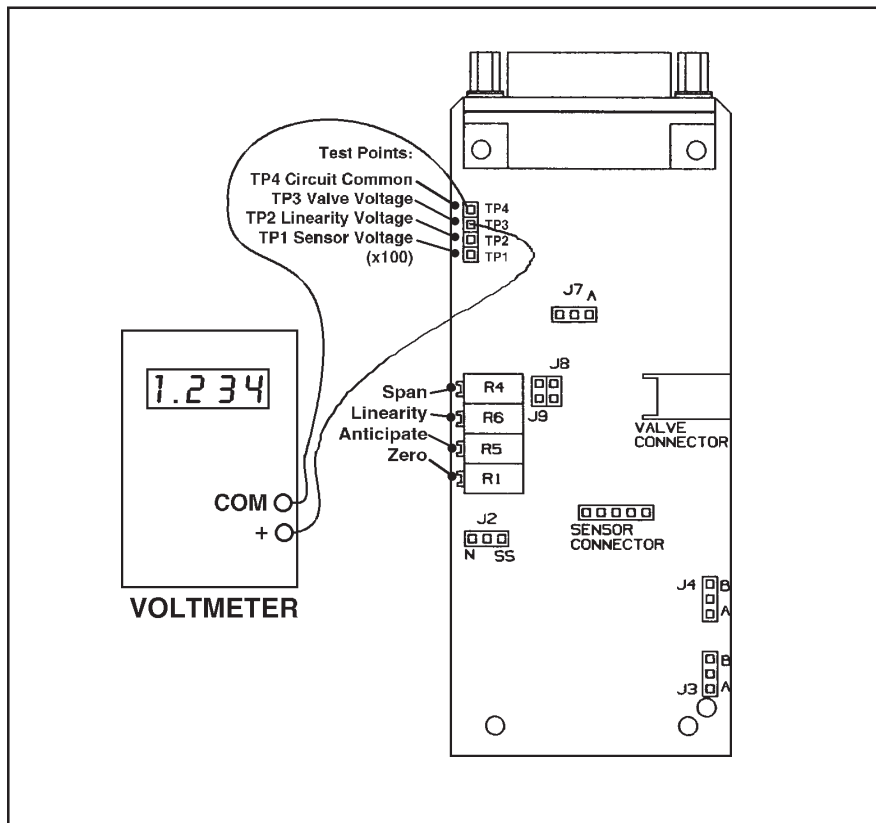 Test Points:
TP4 Circuit Common
TP3 Valve Voltage
TP2 Linearity Voltage
TP1 Sensor Voltage
(x100)
TP4
TP3
TP2
TP1
J7 A
1.234
Span
Linearity
Anticipate
Zero
R4
R6
R5
R1
J8
J9
VALVE
CONNECTOR
COM
+
VOLTMETER
J2
N SS
SENSOR
CONNECTOR
J4 B
A
B
J3 A